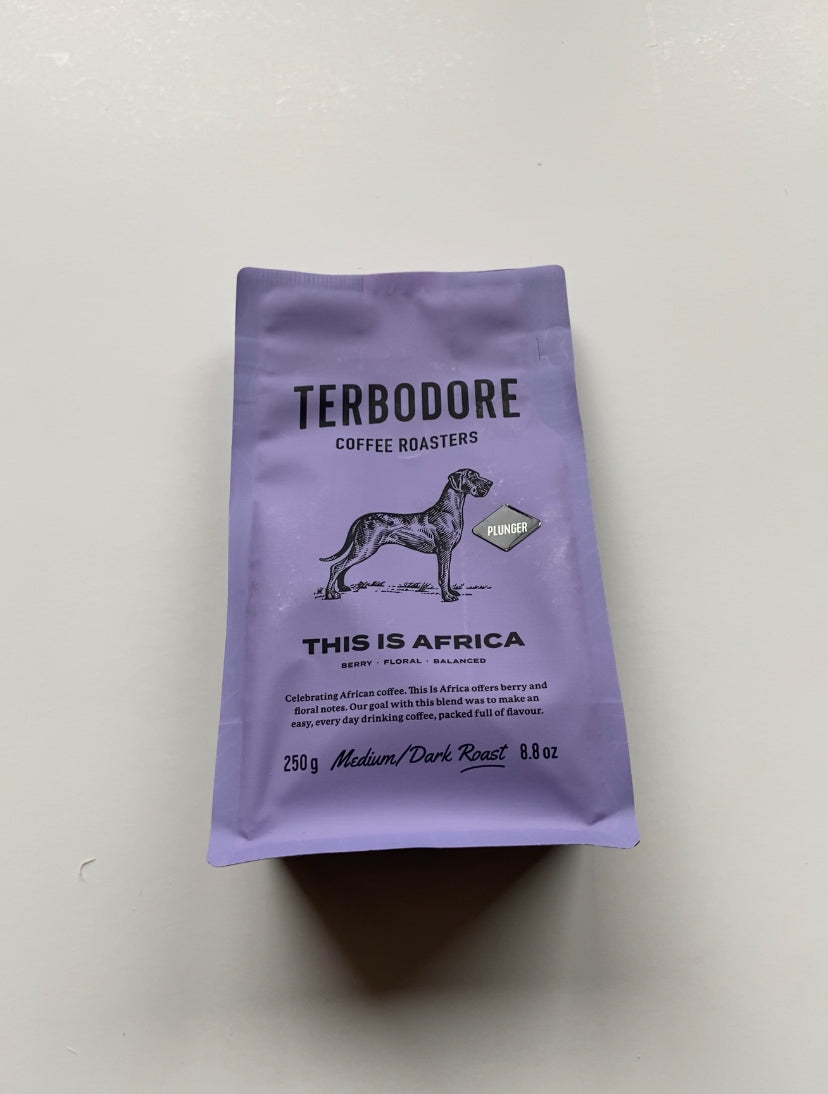 TERBODORE
COFFEE ROASTERS
PLUNGER
THIS IS AFRICA
BERRY · FLORAL · BALANCED
Celebrating African coffee. This Is Africa offers berry and
floral notes. Our goal with this blend was to make an
easy, every day drinking coffee, packed full of flavour.
250g Medium/Dark Roast 8.8 oz